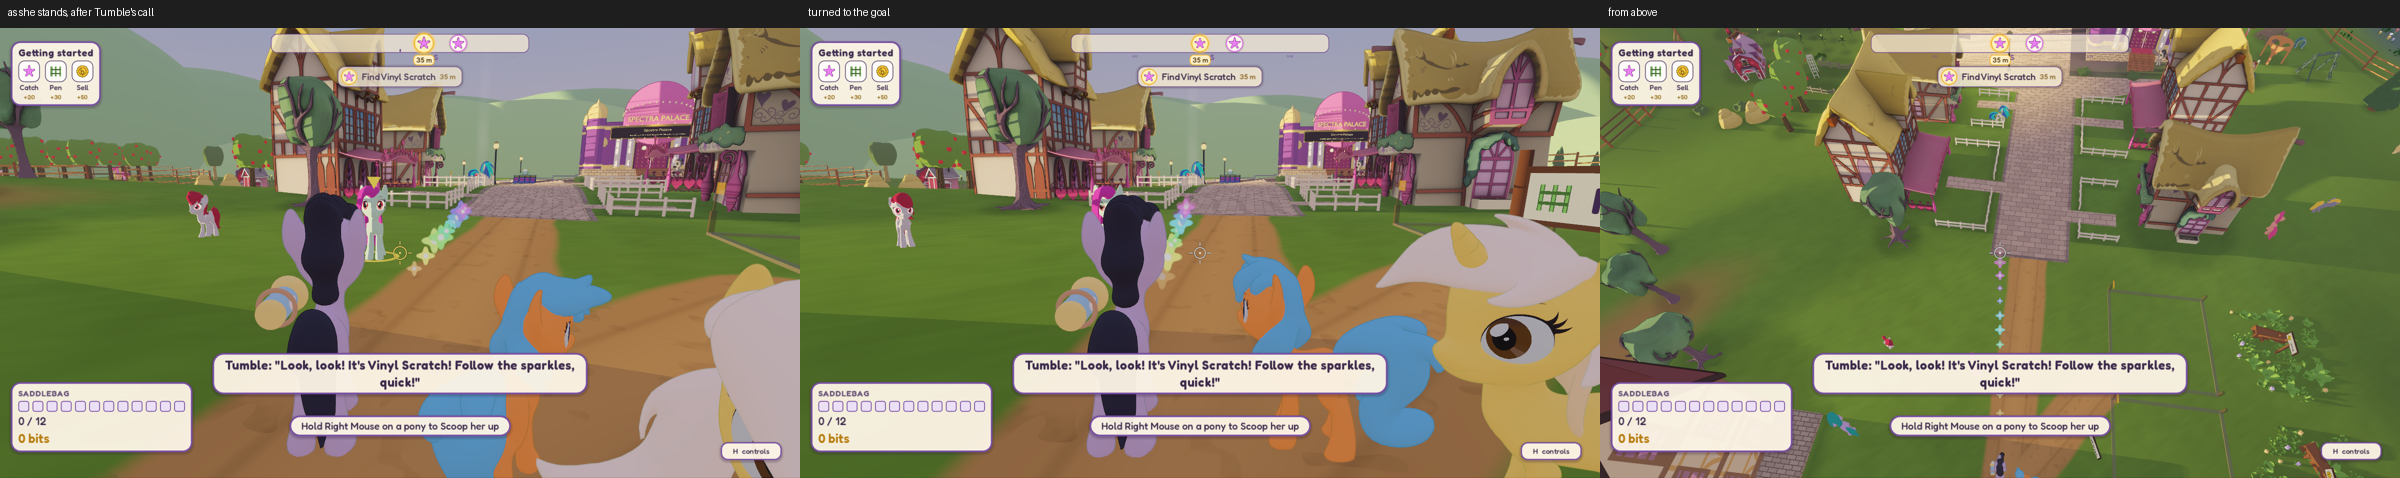 as she stands, after Tumble's call
Getting started
Catch Pen Sell
+20 +30 +50
35 m
Find Vinyl Scratch 35 m
SPECTRA PALACE
Spectra Palace
Tumble: "Look, look! It's Vinyl Scratch! Follow the sparkles,
quick!"
SADDLEBAG
0 / 12
0 bits
Hold Right Mouse on a pony to Scoop her up
H controls
turned to the goal
Getting started
Catch Pen Sell
+20 +30 +50
35 m
Find Vinyl Scratch 35 m
SPECTRA PALACE
Spectra Palace
Tumble: "Look, look! It's Vinyl Scratch! Follow the sparkles,
quick!"
SADDLEBAG
0 / 12
0 bits
Hold Right Mouse on a pony to Scoop her up
H controls
from above
Getting started
Catch Pen Sell
+20 +30 +50
35 m
Find Vinyl Scratch 35 m
Tumble: "Look, look! It's Vinyl Scratch! Follow the sparkles,
quick!"
SADDLEBAG
0 / 12
0 bits
Hold Right Mouse on a pony to Scoop her up
H controls